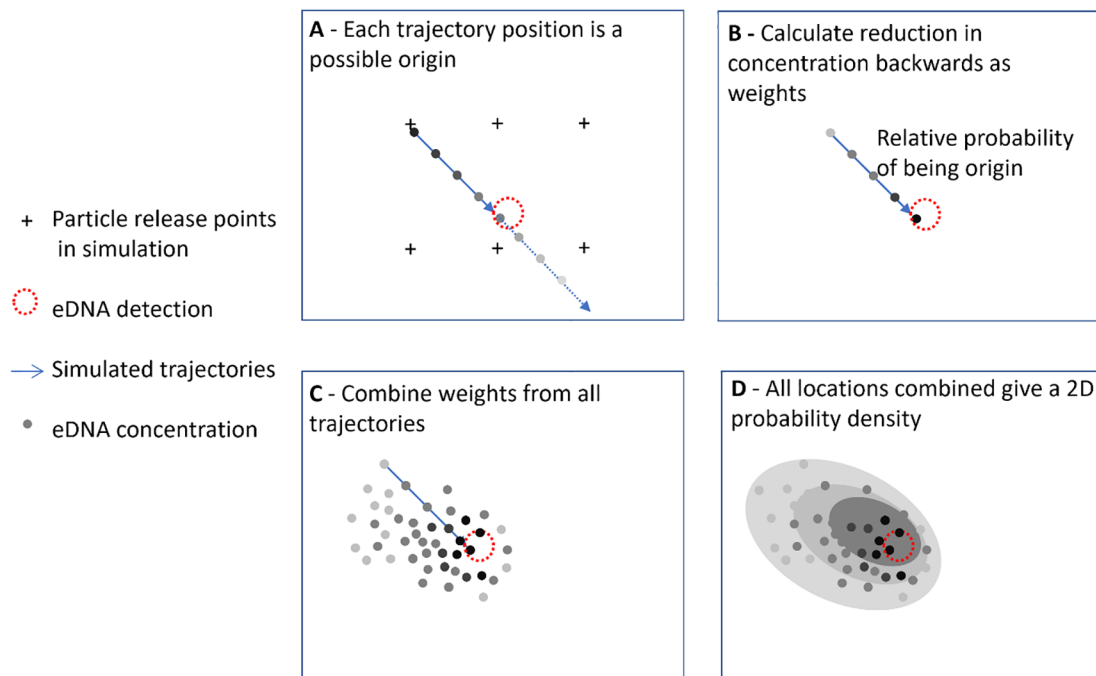 A - Each trajectory position is a
possible origin
B - Calculate reduction in
concentration backwards as
weights
Relative probability
of being origin
+ Particle release points
in simulation
eDNA detection
Simulated trajectories
eDNA concentration
C - Combine weights from all
trajectories
D - All locations combined give a 2D
probability density